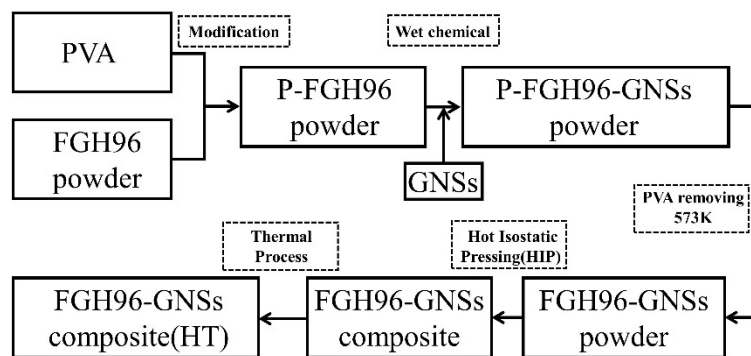 PVA
Modification
Wet chemical
FGH96
powder
P-FGH96
powder
P-FGH96-GNSs
powder
GNSs
PVA removing
573K
Thermal
Process
Hot Isostatic
Pressing(HIP)
FGH96-GNSs
composite(HT)
FGH96-GNSs
composite
FGH96-GNSs
powder